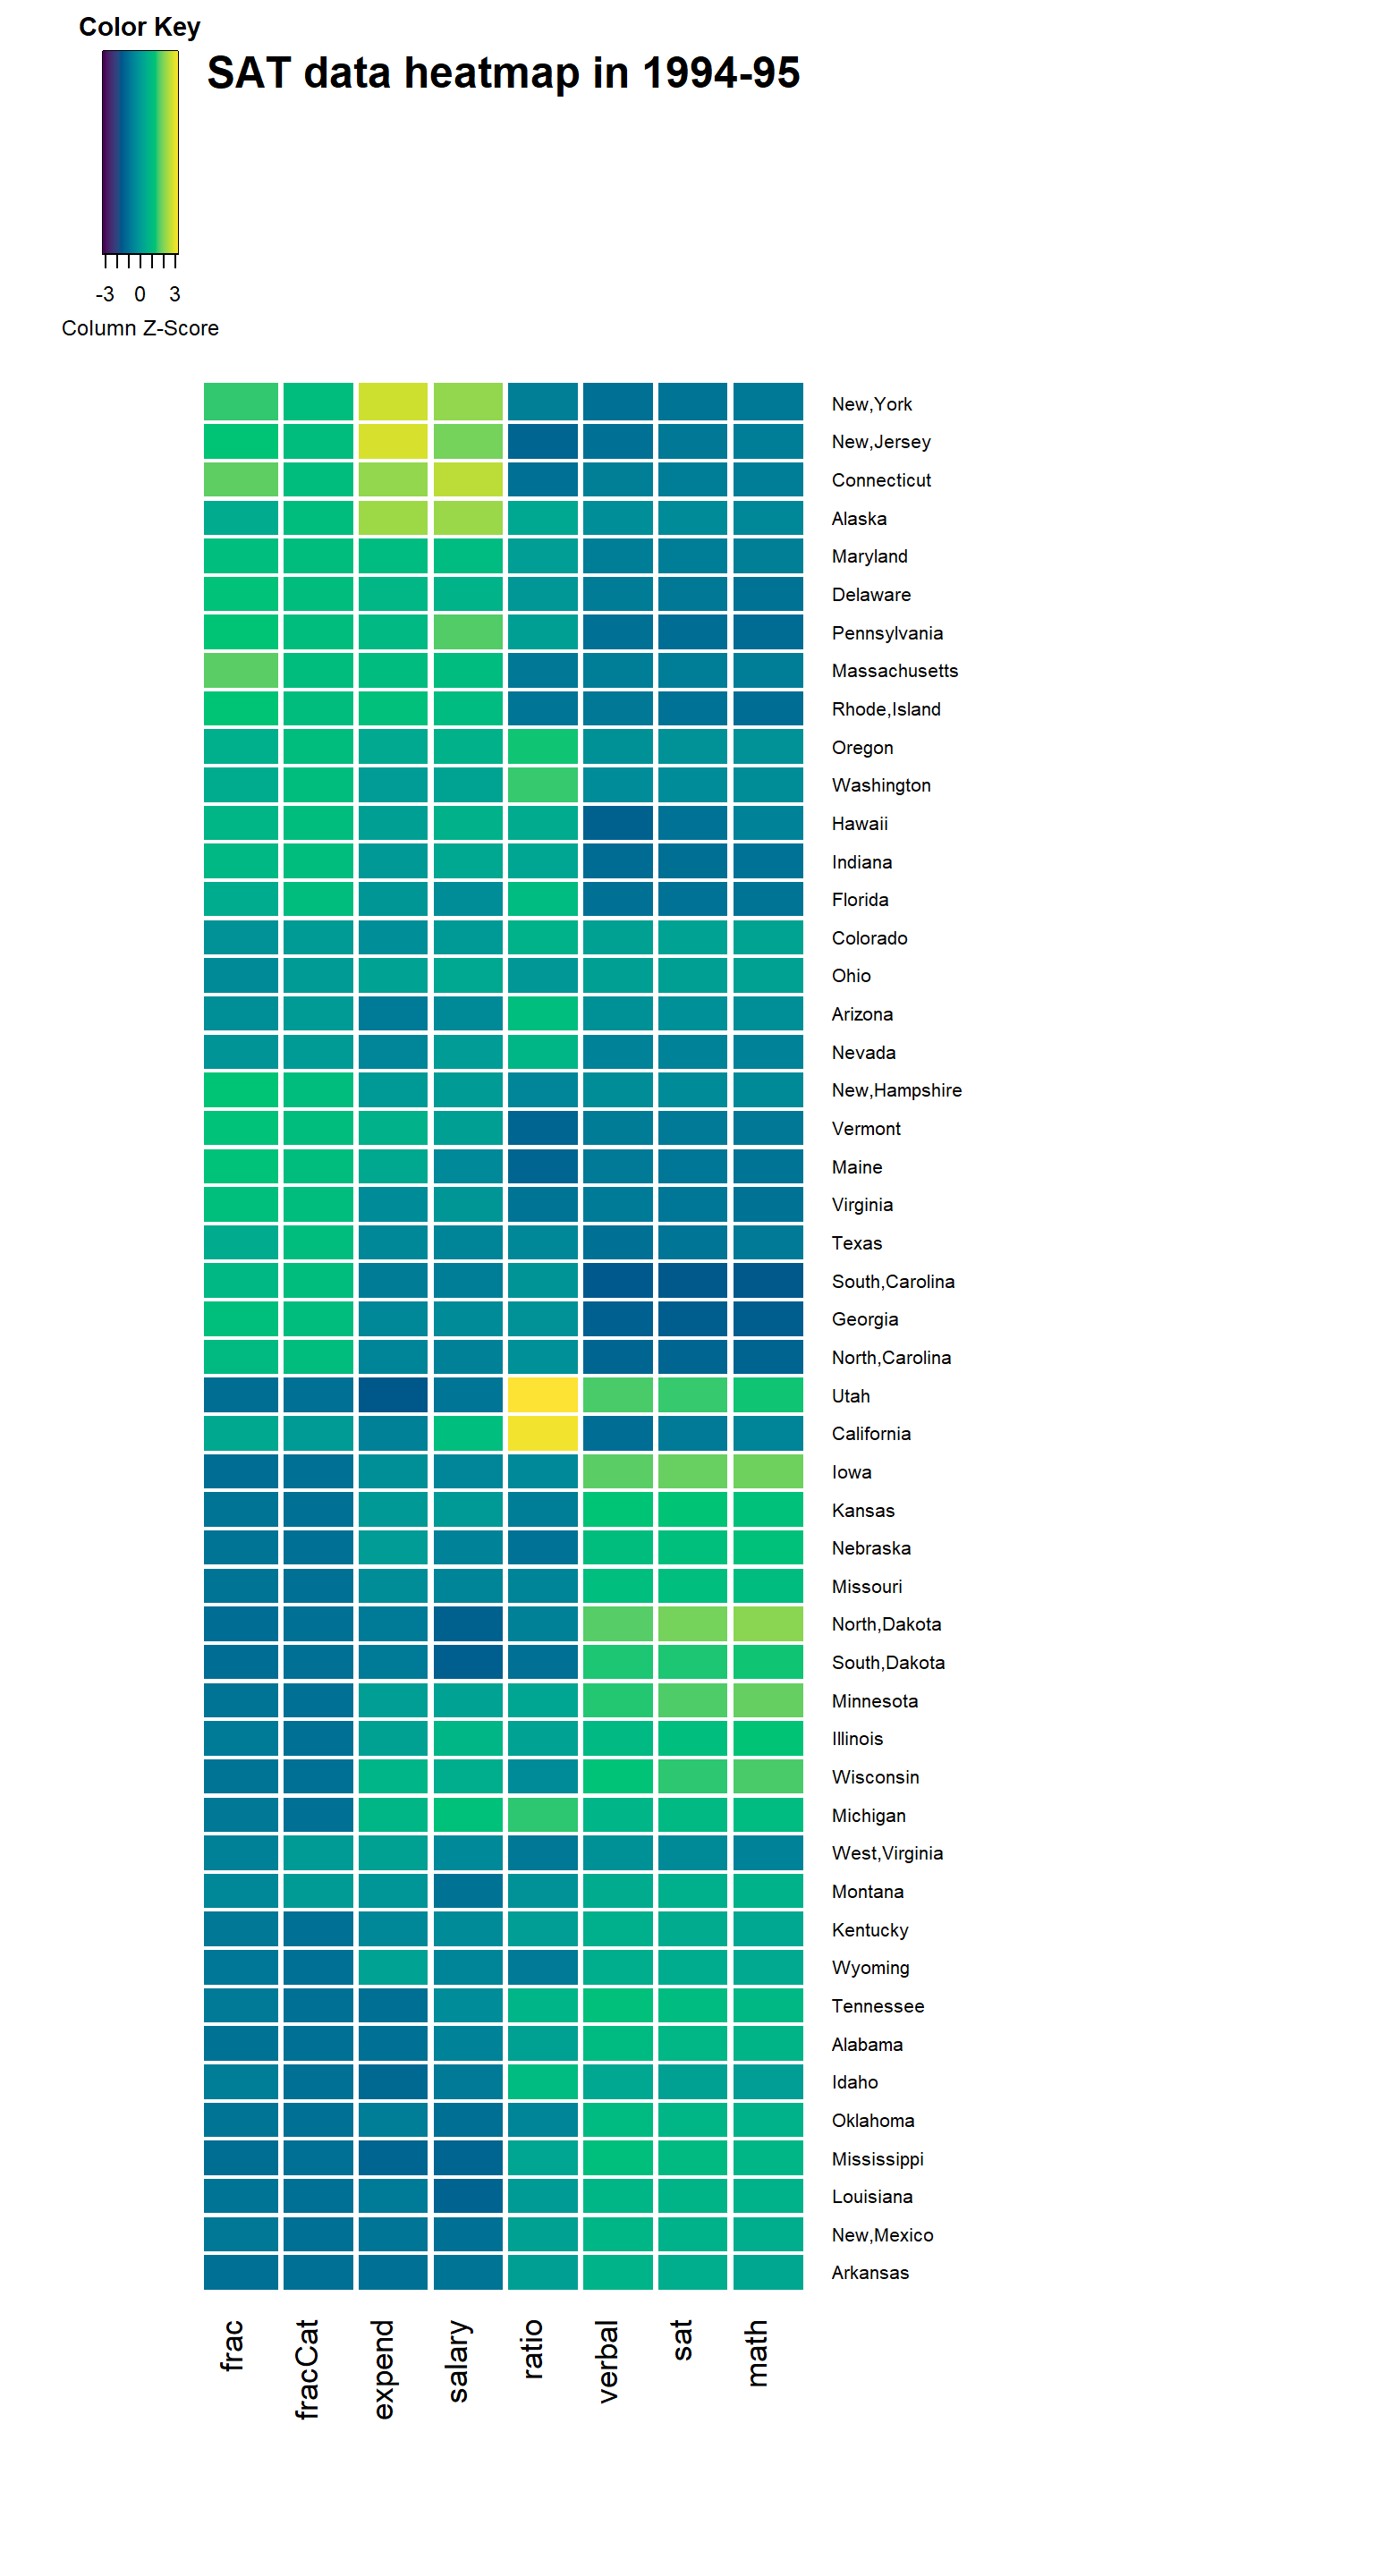 Color Key
SAT data heatmap in 1994-95
-3 0 3
Column Z-Score
New,York
New,Jersey
Connecticut
Alaska
Maryland
Delaware
Pennsylvania
Massachusetts
Rhode,Island
Oregon
Washington
Hawaii
Indiana
Florida
Colorado
Ohio
Arizona
Nevada
New,Hampshire
Vermont
Maine
Virginia
Texas
South,Carolina
Georgia
North,Carolina
Utah
California
Iowa
Kansas
Nebraska
Missouri
North,Dakota
South,Dakota
Minnesota
Illinois
Wisconsin
Michigan
West,Virginia
Montana
Kentucky
Wyoming
Tennessee
Alabama
Idaho
Oklahoma
Mississippi
Louisiana
New,Mexico
Arkansas
frac
fracCat
expend
salary
ratio
verbal
sat
math